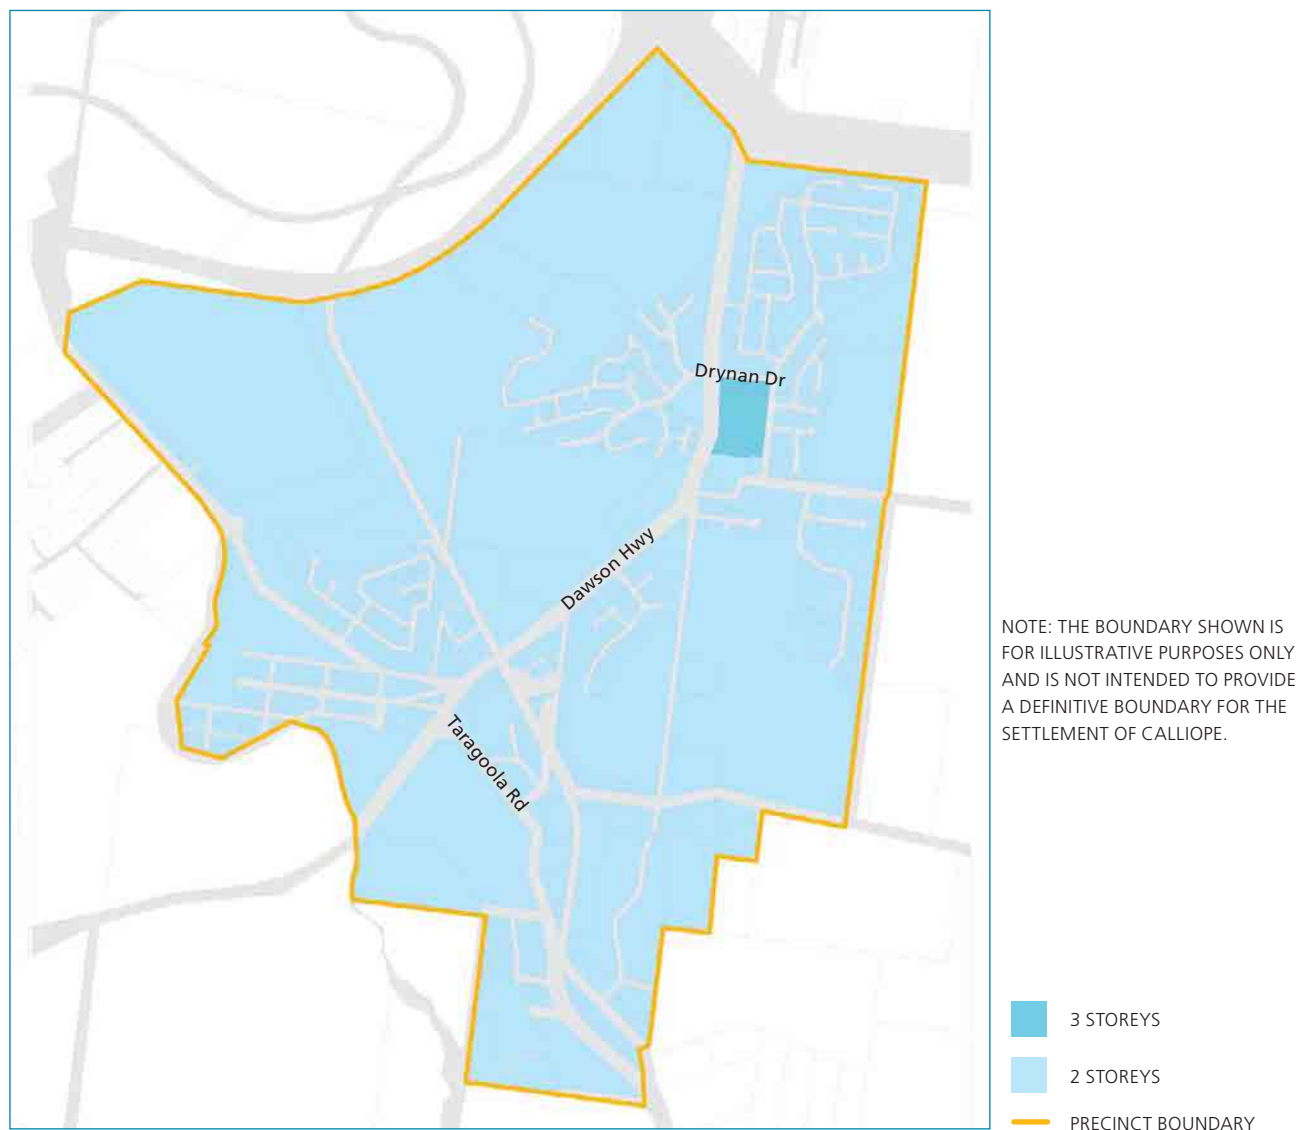 Drynan Dr
Dawson Hwy
Taragoola Rd
NOTE: THE BOUNDARY SHOWN IS
FOR ILLUSTRATIVE PURPOSES ONLY
AND IS NOT INTENDED TO PROVIDE
A DEFINITIVE BOUNDARY FOR THE
SETTLEMENT OF CALLIOPE.
3 STOREYS
2 STOREYS
PRECINCT BOUNDARY